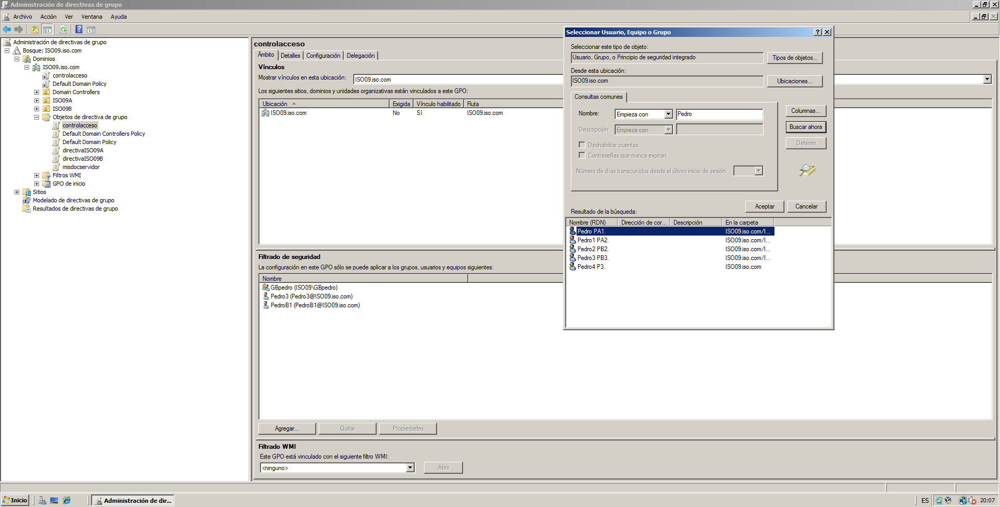 Administración de directivas de grupo
Archivo Acción Ver Ventana Ayuda
Administración de directivas de grupo
Bosque: ISO09.iso.com
Dominios
ISO09.iso.com
controlacceso
Default Domain Policy
Domain Controllers
ISO09A
ISO09B
Objetos de directiva de grupo
controlacceso
Default Domain Controllers Policy
Default Domain Policy
directivaISO09A
directivaISO09B
misdocservidor
Filtros WMI
GPO de inicio
Sitios
Modelado de directivas de grupo
Resultados de directivas de grupo
controlacceso
Ámbito Detalles Configuración Delegación
Vínculos
Mostrar vínculos en esta ubicación: ISO09.iso.com
Los siguientes sitios, dominios y unidades organizativas están vinculados a este GPO:
Ubicación Exigida Vínculo habilitado Ruta
ISO09.iso.com No Sí ISO09.iso.com
Filtrado de seguridad
La configuración en este GPO sólo se puede aplicar a los grupos, usuarios y equipos siguientes:
Nombre
GBpedro (ISO09\GBpedro)
Pedro3 (Pedro3@ISO09.iso.com)
PedroB1 (PedroB1@ISO09.iso.com)
Agregar... Quitar Propiedades
Filtrado WMI
Este GPO está vinculado con el siguiente filtro WMI:
<ninguno> Abrir
Seleccionar Usuario, Equipo o Grupo
Seleccionar este tipo de objeto:
Usuario, Grupo, o Principio de seguridad integrado Tipos de objetos...
Desde esta ubicación:
ISO09.iso.com Ubicaciones...
Consultas comunes
Nombre: Empieza con Pedro
Descripción: Empieza con
Deshabilitar cuentas
Contraseñas que nunca expiran
Número de días transcurridos desde el último inicio de sesión:
Columnas...
Buscar ahora
Detener
Aceptar Cancelar
Resultado de la búsqueda:
Nombre (RDN) Dirección de cor... Descripción En la carpeta
Pedro PA1. ISO09.iso.com/I...
Pedro1 PA2. ISO09.iso.com/I...
Pedro2 PB2. ISO09.iso.com/I...
Pedro3 PB3. ISO09.iso.com/I...
Pedro4 P3. ISO09.iso.com
Inicio Administración de dir... ES 20:07